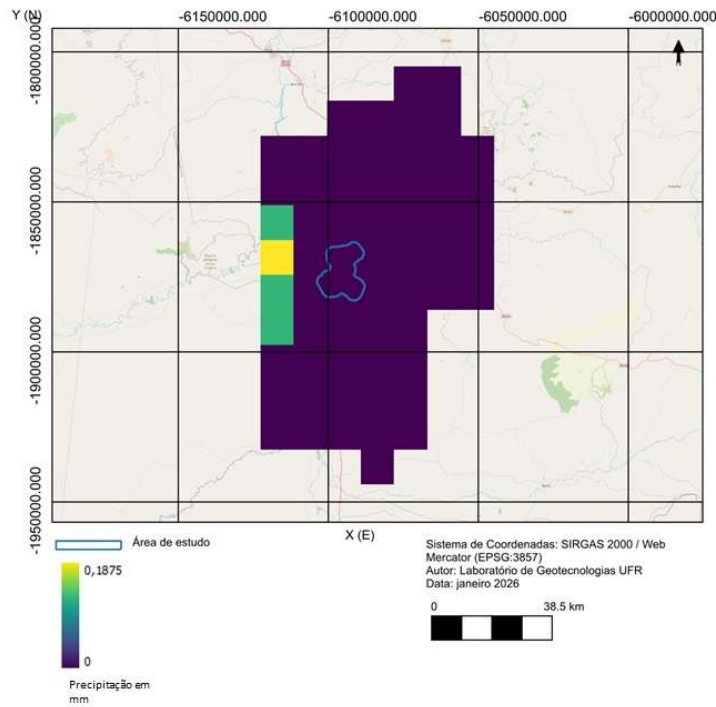 Y (N)
-6150000.000 -6100000.000 -6050000.000 -6000000.000
-1800000.000
-1850000.000
-1900000.000
-1950000.000
X (E)
Área de estudo
0,1875
0
Precipitação em
mm
Sistema de Coordenadas: SIRGAS 2000 / Web
Mercator (EPSG:3857)
Autor: Laboratório de Geotecnologias UFR
Data: janeiro 2026
0 38.5 km